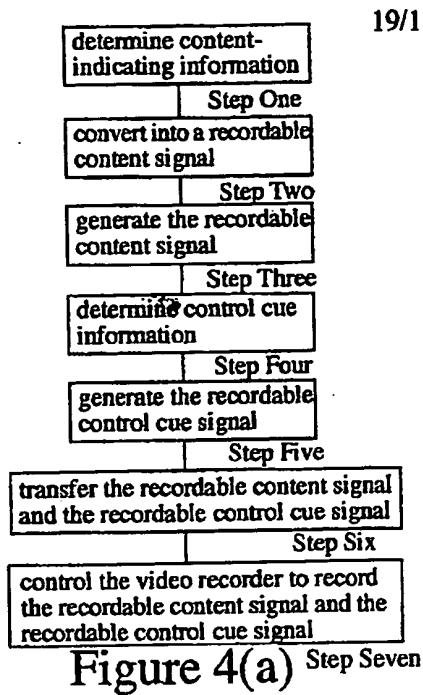 19/1
determine content-
indicating information
Step One
convert into a recordable
content signal
Step Two
generate the recordable
content signal
Step Three
determine control cue
information
Step Four
generate the recordable
control cue signal
Step Five
transfer the recordable content signal
and the recordable control cue signal
Step Six
control the video recorder to record
the recordable content signal and the
recordable control cue signal
Figure 4(a) Step Seven